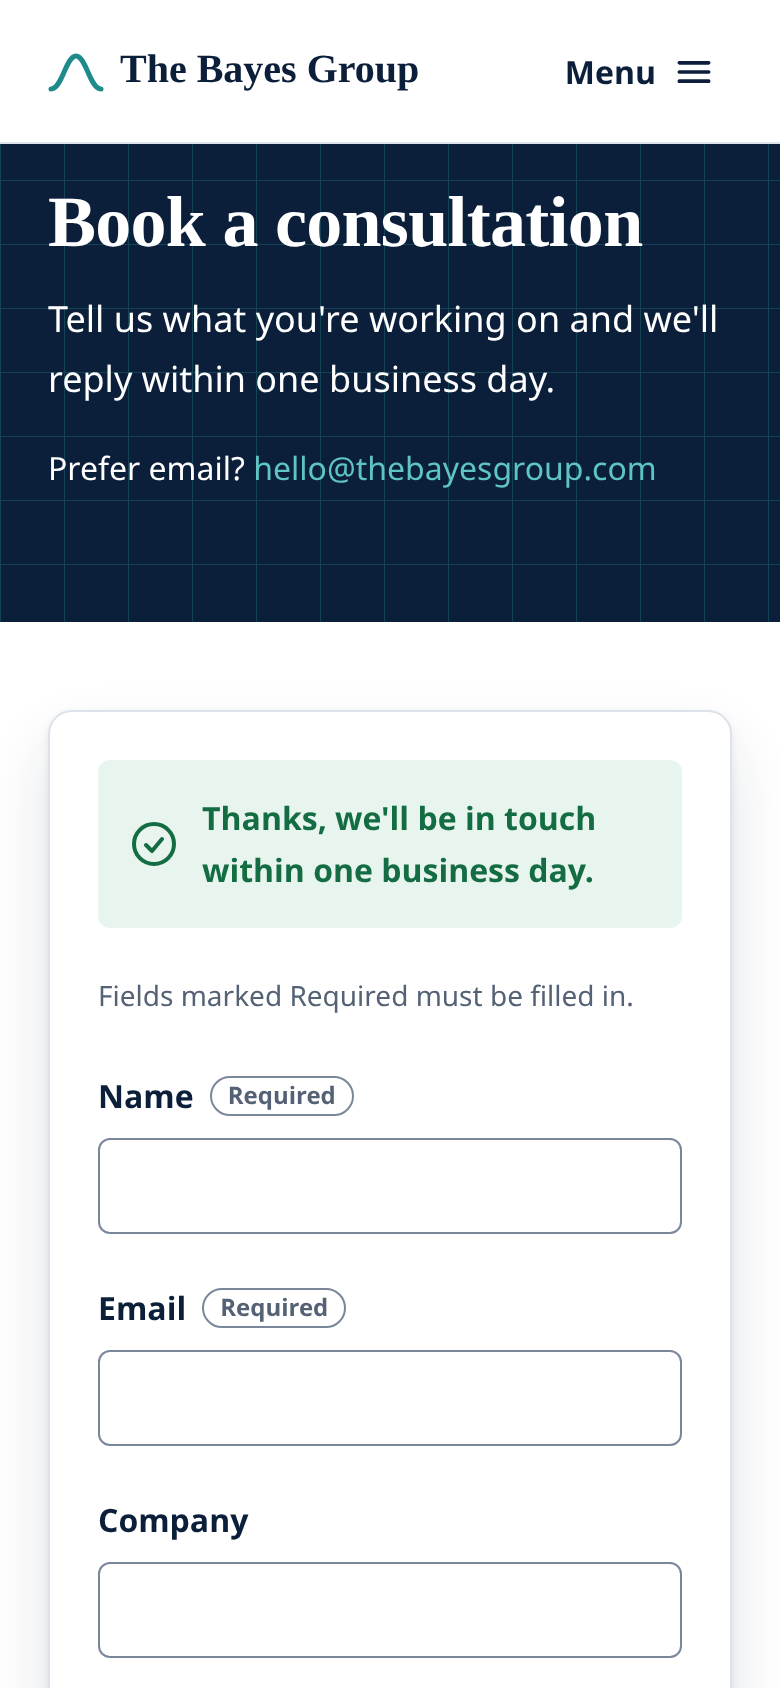 The Bayes Group
Menu
Book a consultation
Tell us what you're working on and we'll
reply within one business day.
Prefer email? hello@thebayesgroup.com
Thanks, we'll be in touch
within one business day.
Fields marked Required must be filled in.
Name Required
Email Required
Company